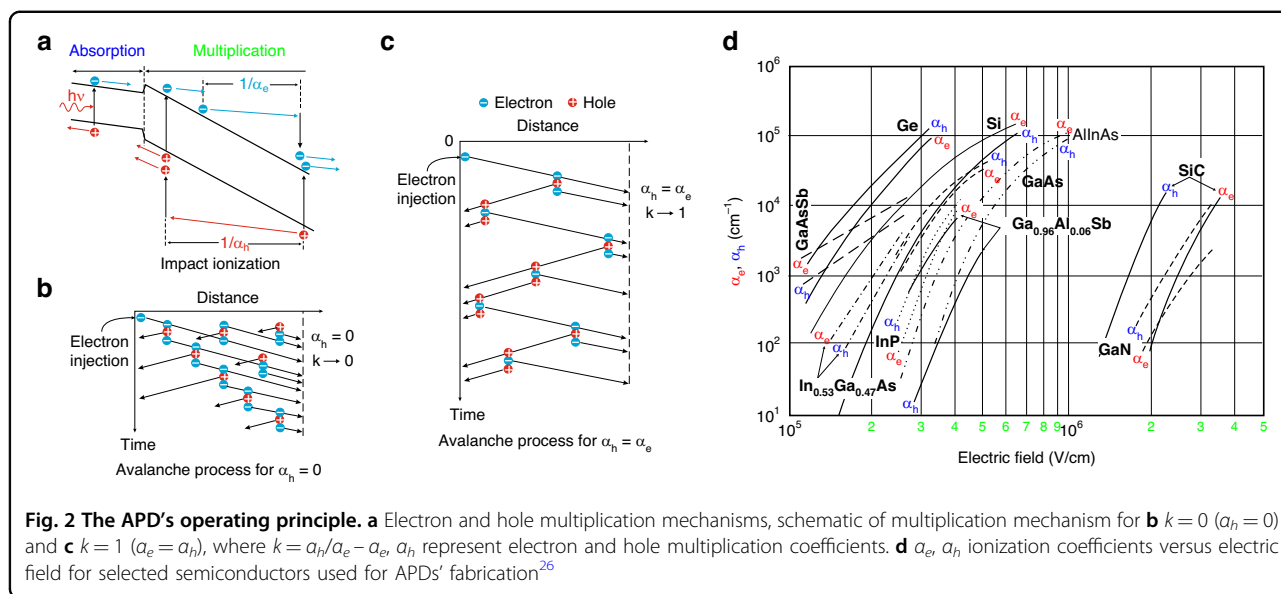 a
Absorption Multiplication
1/αe
hν
1/αh
Impact ionization
b
Distance
Electron
injection
αh = 0
k → 0
Time
Avalanche process for αh = 0
c
Electron Hole
Distance
0
Electron
injection
αh = αe
k → 1
Time
Avalanche process for αh = αe
d
αe, αh (cm−1)
106
105
104
103
102
101
Ge
αh
αe
Si
αe
αh
αe
AlInAs
αh
αh
αe
GaAs
SiC
αh
αe
GaAsSb
αe
αh
αe
Ga0.96Al0.06Sb
αe
αh
In0.53Ga0.47As
αh
InP
αe
αh
αh
GaN
αe
105 2 3 4 5 6 7 8 9 106 2 3 4 5
Electric field (V/cm)
Fig. 2 The APD's operating principle. a Electron and hole multiplication mechanisms, schematic of multiplication mechanism for b k = 0 (αh = 0)
and c k = 1 (αe = αh), where k = αh/αe – αe, αh represent electron and hole multiplication coefficients. d αe, αh ionization coefficients versus electric
field for selected semiconductors used for APDs' fabrication26